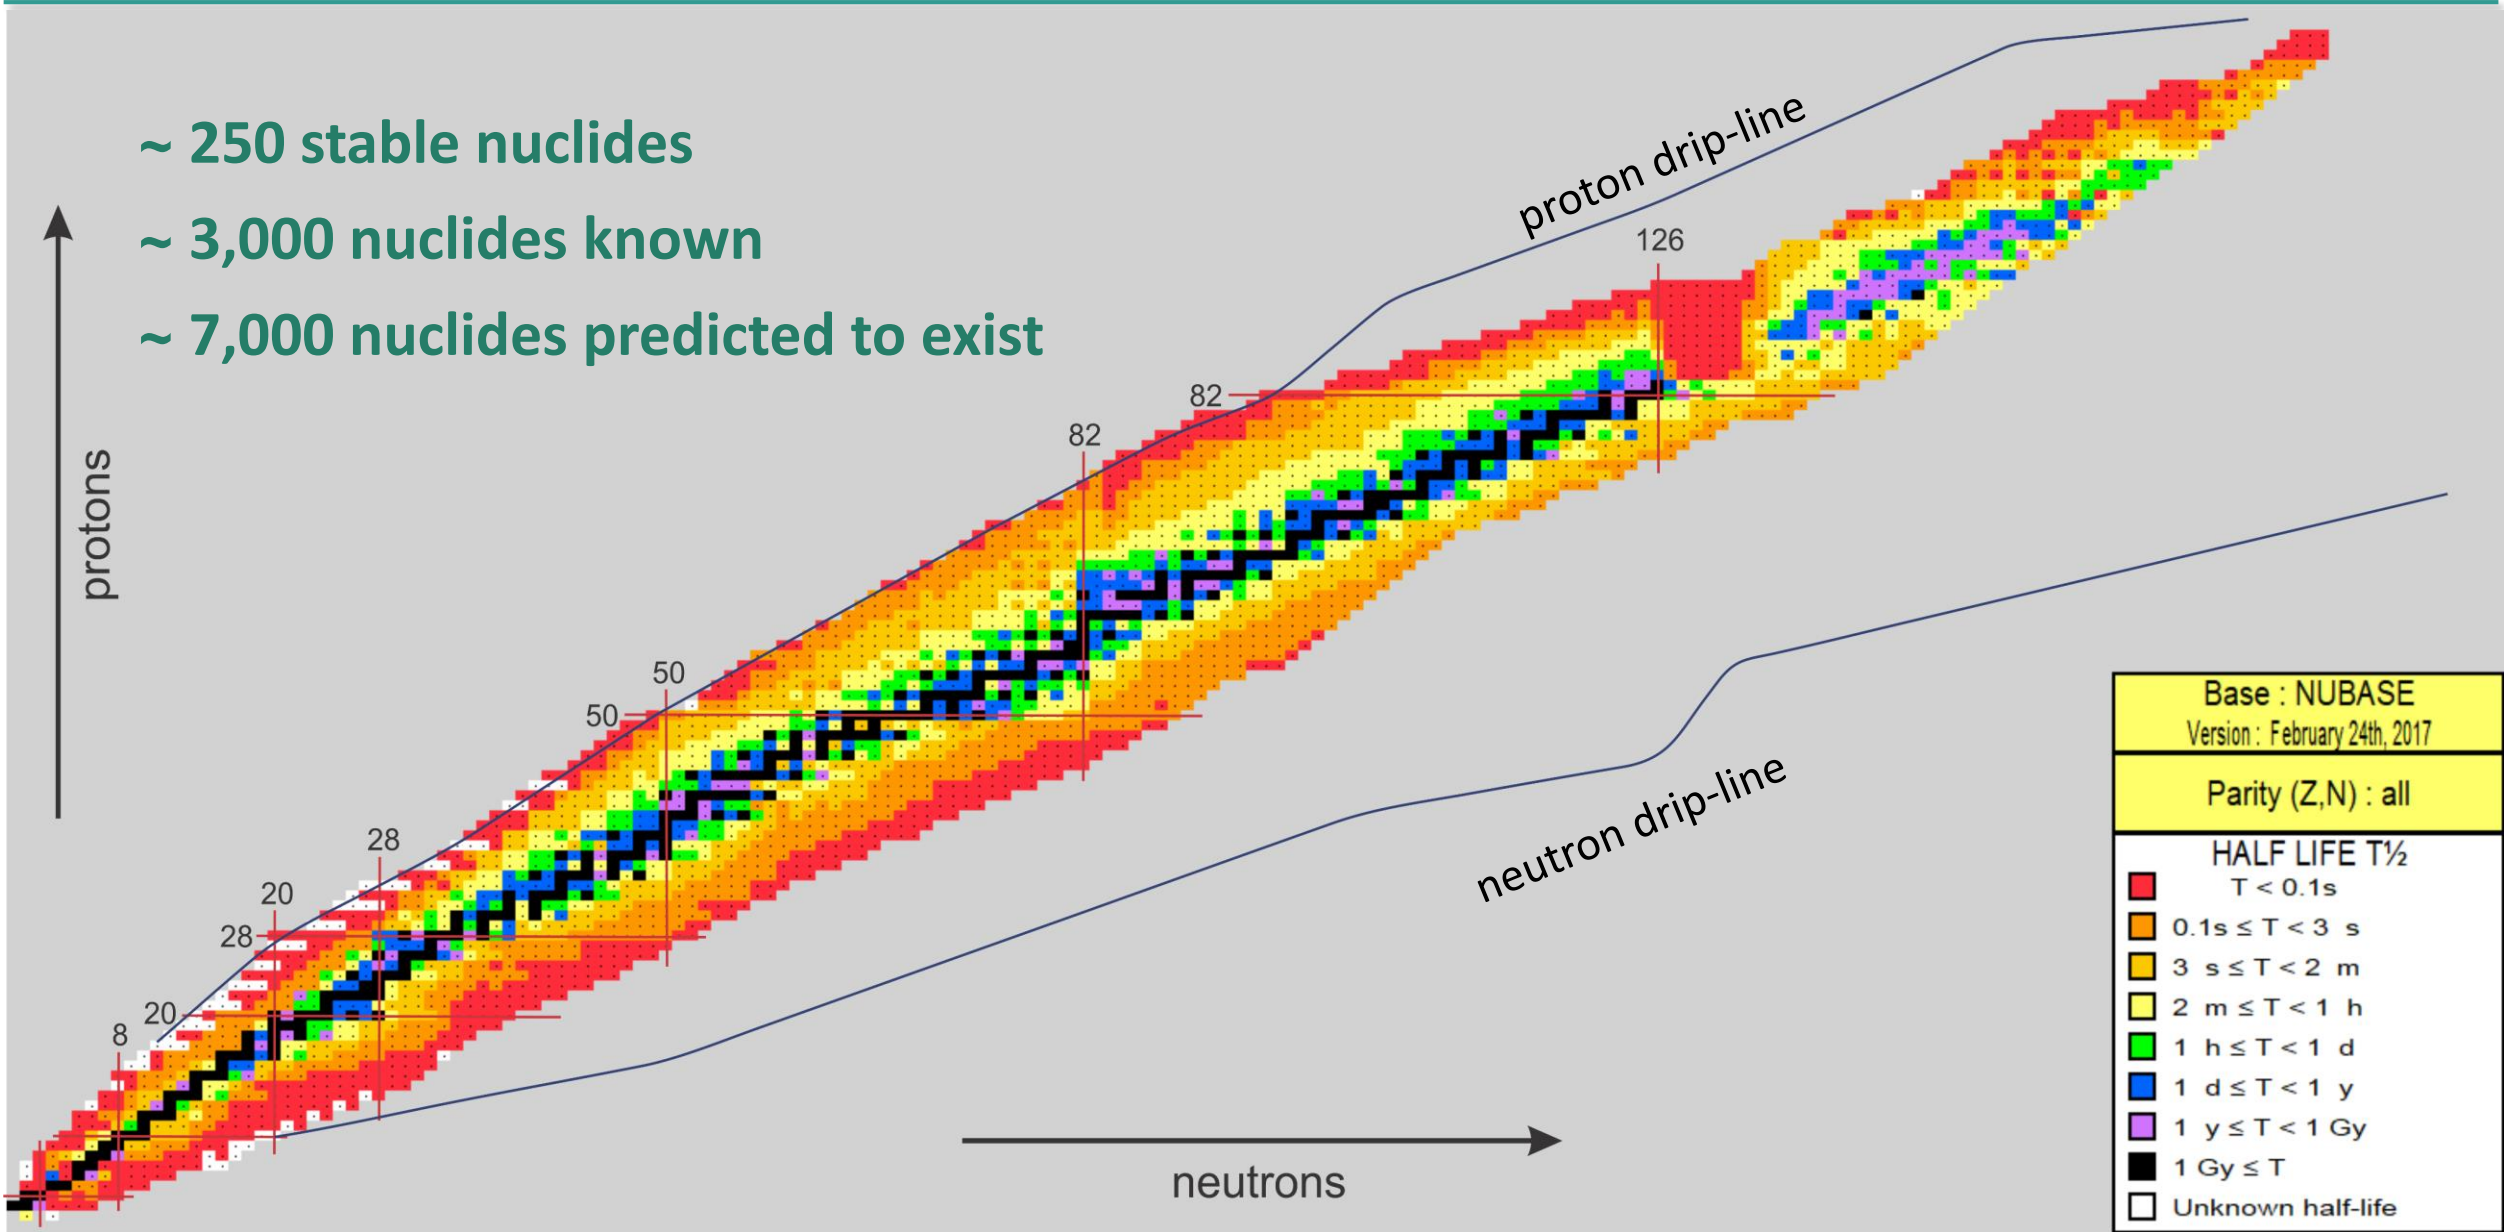 ~ 250 stable nuclides
~ 3,000 nuclides known
~ 7,000 nuclides predicted to exist
protons
proton drip-line
126
82
82
50
50
28
20
28
20
8
neutron drip-line
neutrons
Base : NUBASE
Version : February 24th, 2017
Parity (Z,N) : all
HALF LIFE T½
T < 0.1s
0.1s ≤ T < 3 s
3 s ≤ T < 2 m
2 m ≤ T < 1 h
1 h ≤ T < 1 d
1 d ≤ T < 1 y
1 y ≤ T < 1 Gy
1 Gy ≤ T
Unknown half-life